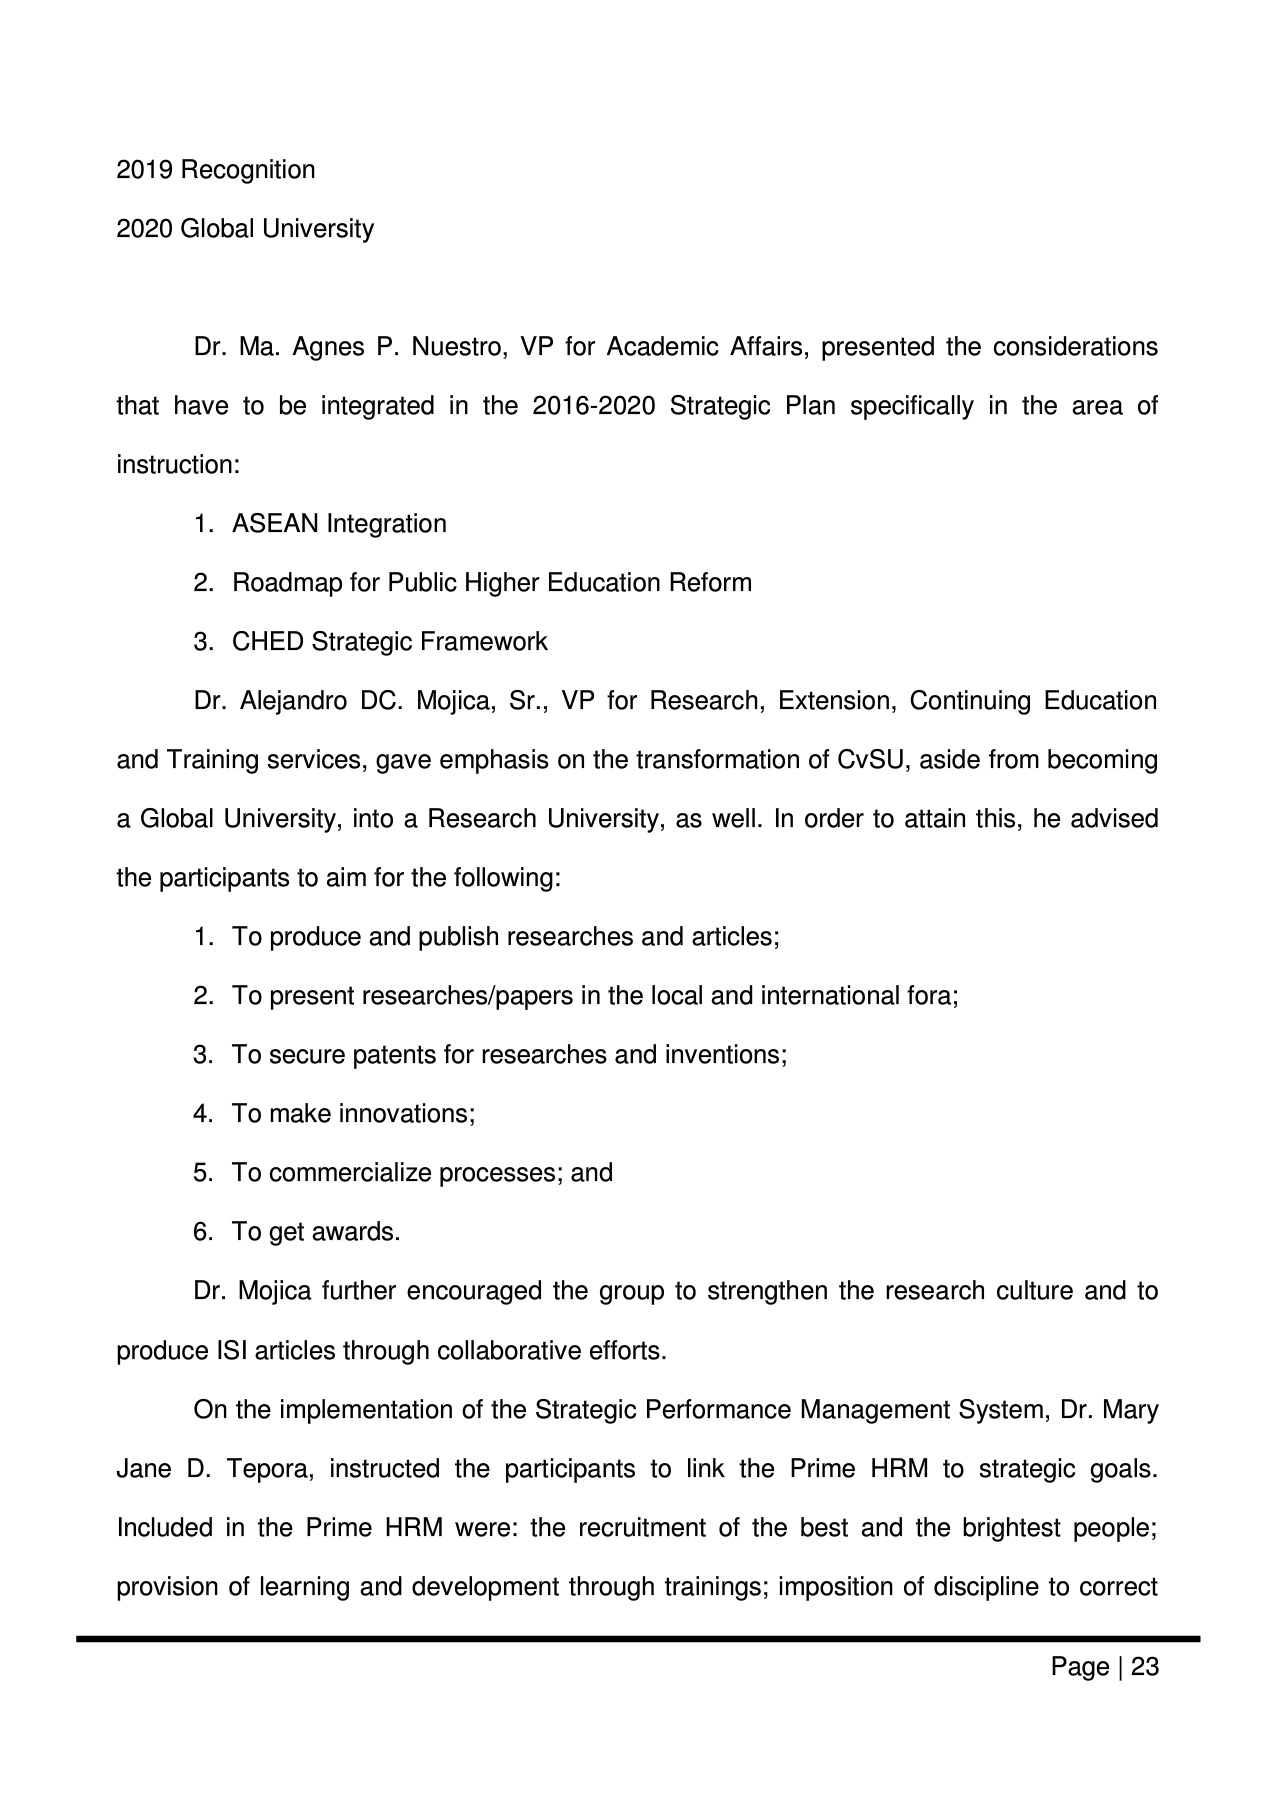 2019 Recognition
2020 Global University
Dr. Ma. Agnes P. Nuestro, VP for Academic Affairs, presented the considerations
that have to be integrated in the 2016-2020 Strategic Plan specifically in the area of
instruction:
1. ASEAN Integration
2. Roadmap for Public Higher Education Reform
3. CHED Strategic Framework
Dr. Alejandro DC. Mojica, Sr., VP for Research, Extension, Continuing Education
and Training services, gave emphasis on the transformation of CvSU, aside from becoming
a Global University, into a Research University, as well. In order to attain this, he advised
the participants to aim for the following:
1. To produce and publish researches and articles;
2. To present researches/papers in the local and international fora;
3. To secure patents for researches and inventions;
4. To make innovations;
5. To commercialize processes; and
6. To get awards.
Dr. Mojica further encouraged the group to strengthen the research culture and to
produce ISI articles through collaborative efforts.
On the implementation of the Strategic Performance Management System, Dr. Mary
Jane D. Tepora, instructed the participants to link the Prime HRM to strategic goals.
Included in the Prime HRM were: the recruitment of the best and the brightest people;
provision of learning and development through trainings; imposition of discipline to correct
Page | 23